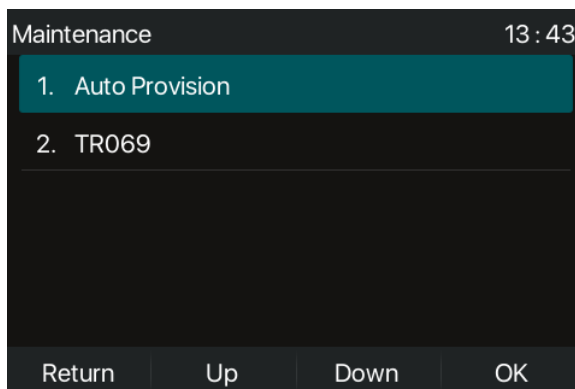 Maintenance 13:43
1. Auto Provision
2. TR069
Return Up Down OK